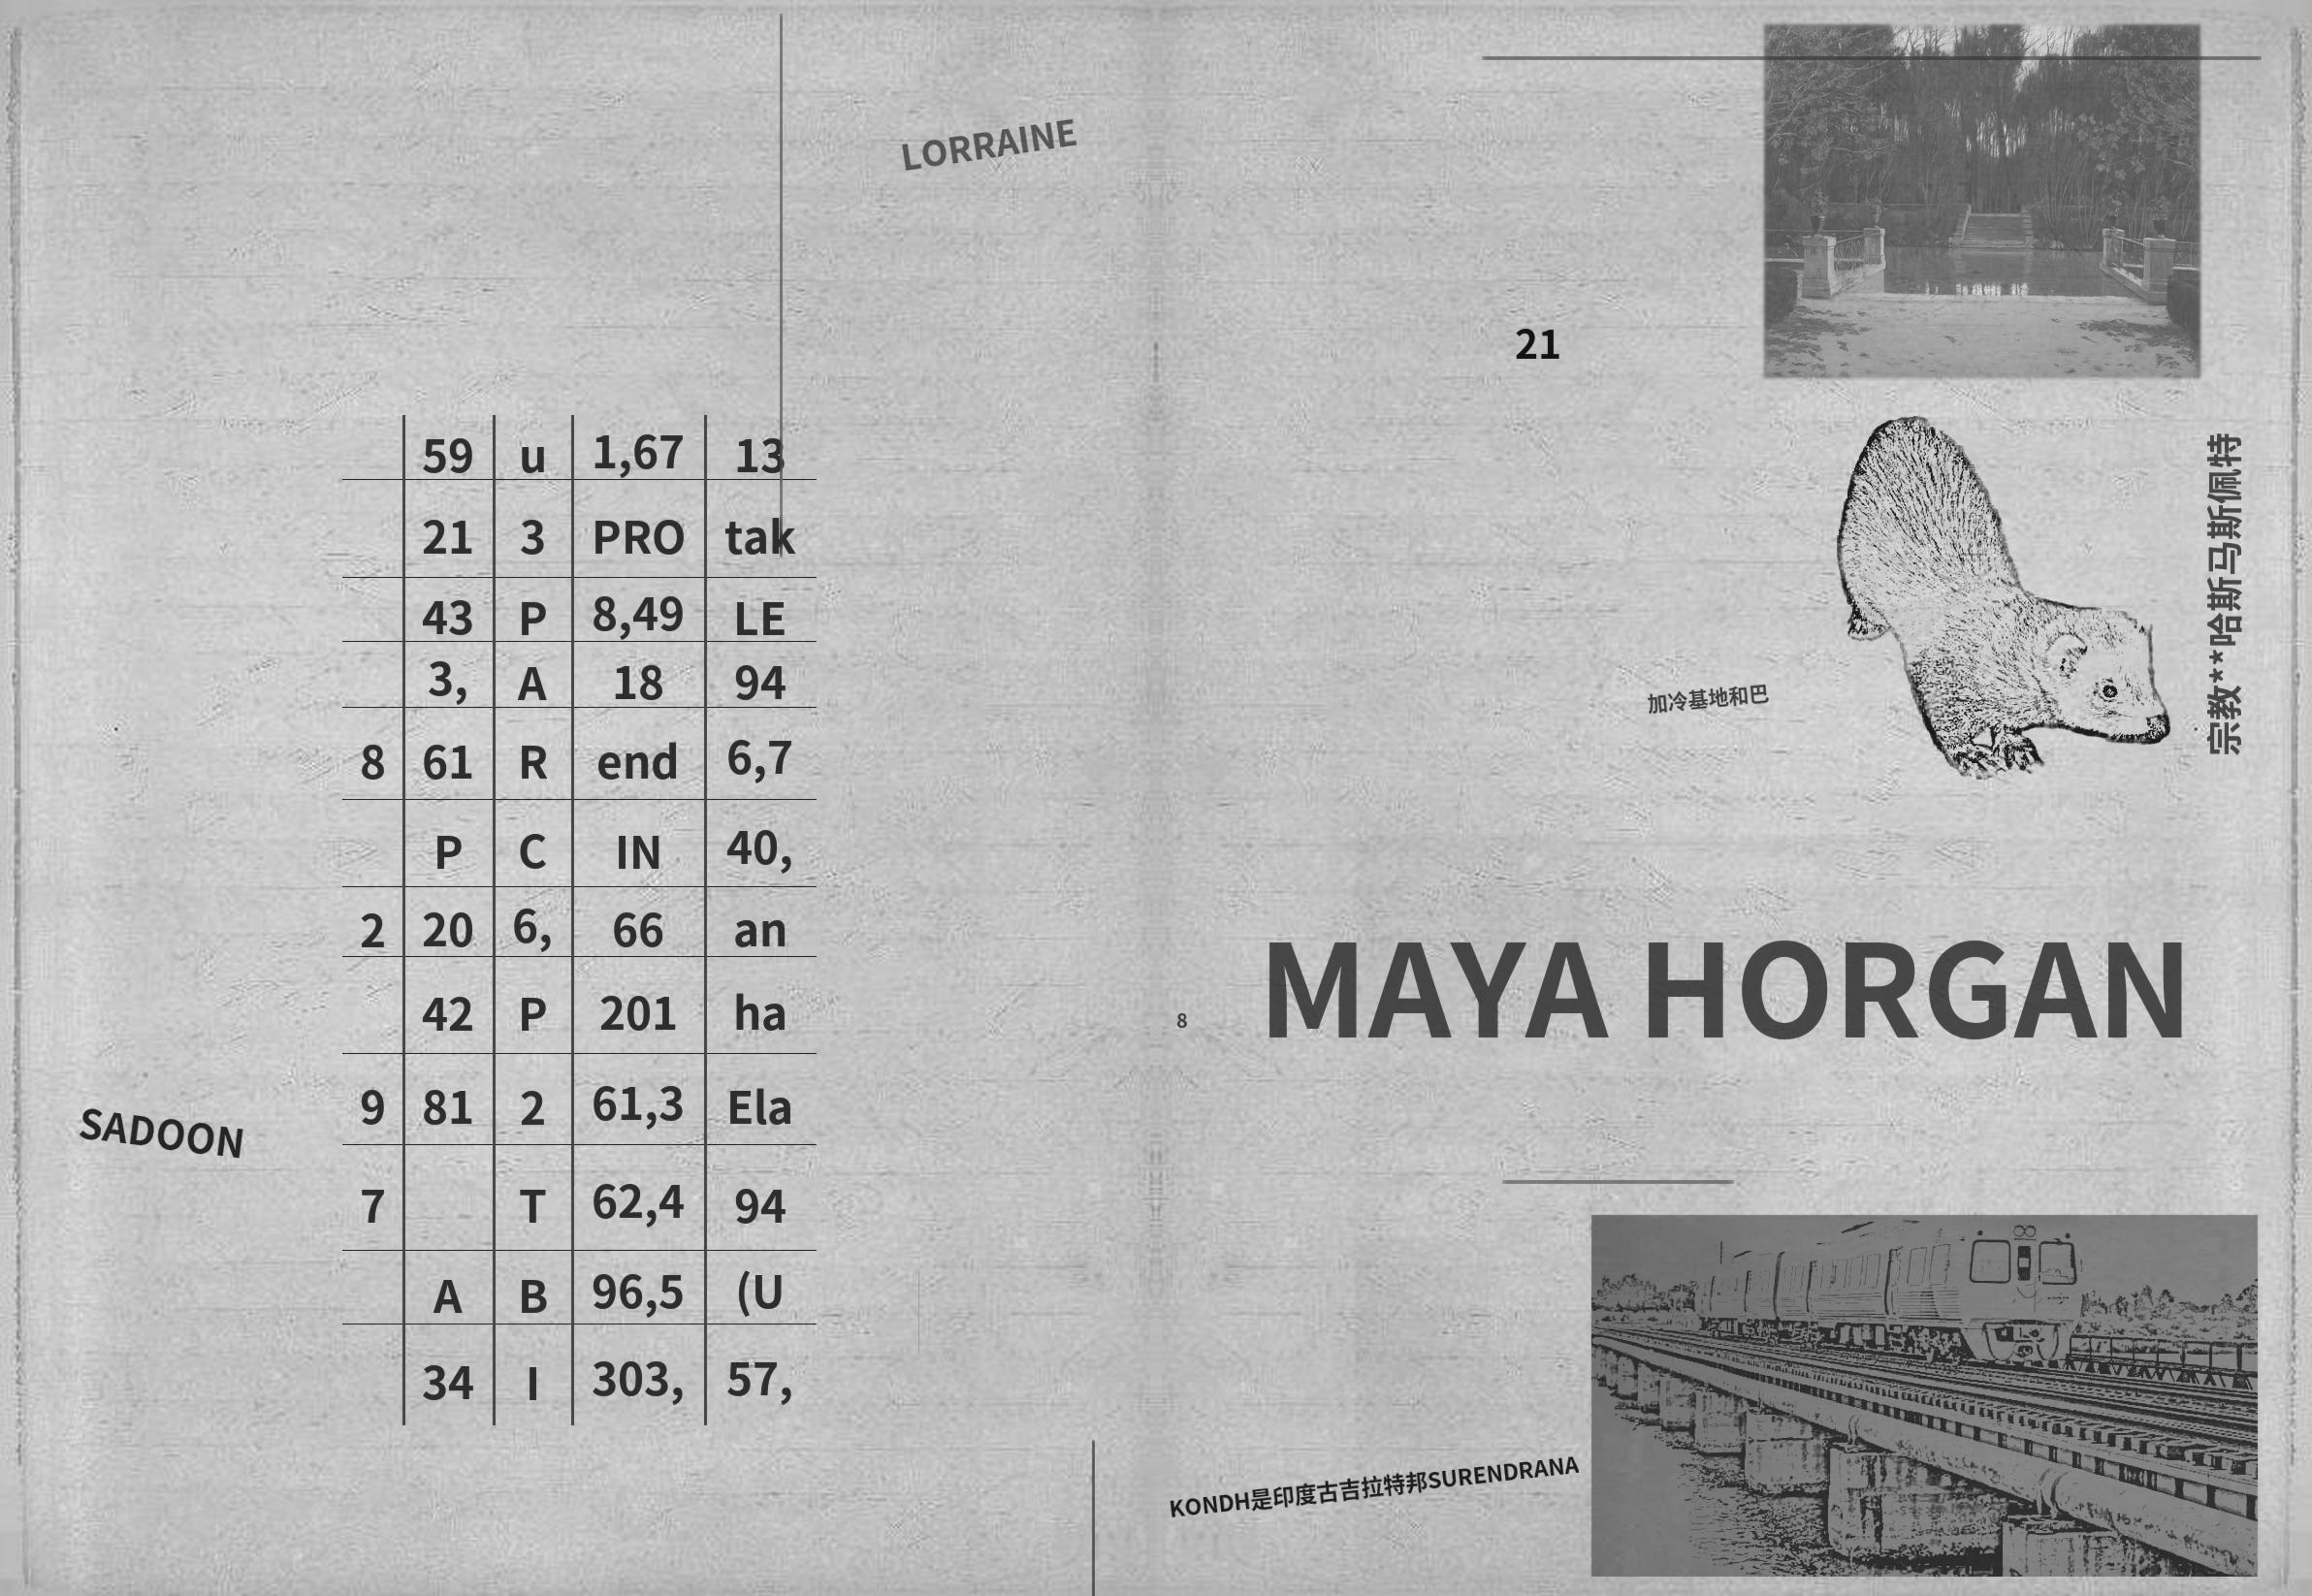 LORRAINE
59 u 1,67 13
21 3 PRO tak
43 P 8,49 LE
3, A 18 94
8 61 R end 6,7
P C IN 40,
2 20 6, 66 an
42 P 201 ha
9 81 2 61,3 Ela
7 T 62,4 94
A B 96,5 (U
34 I 303, 57,
SADOON
21
宗教**哈斯马斯佩特
加冷基地和巴
MAYA HORGAN
8
KONDH是印度古吉拉特邦SURENDRANA